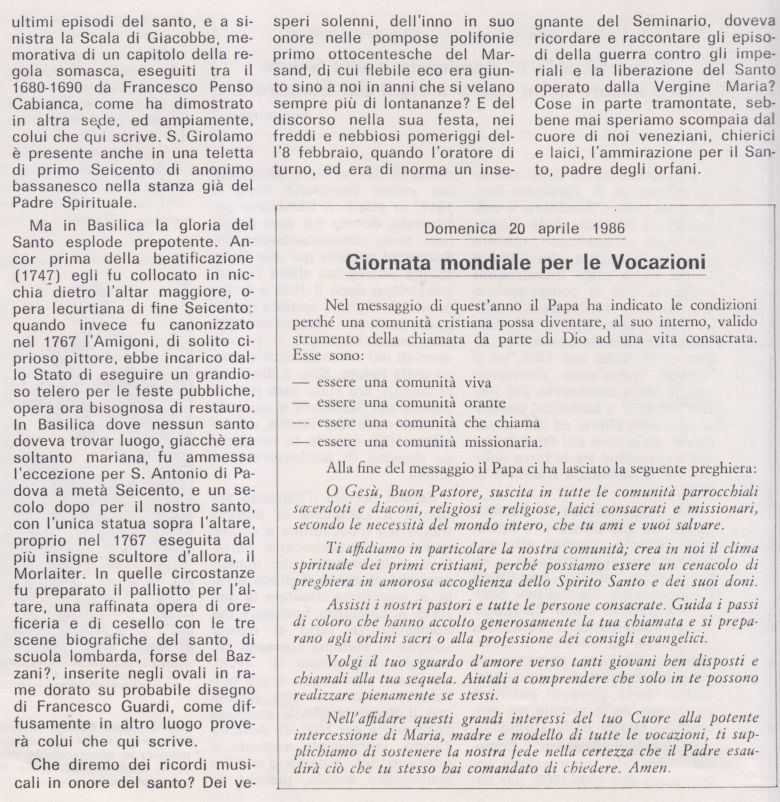 ultimi episodi del santo, e a si-
nistra la Scala di Giacobbe, me-
morativa di un capitolo della re-
gola somasca, eseguiti tra il
1680-1690 da Francesco Penso
Cabianca, come ha dimostrato
in altra sede, ed ampiamente,
colui che qui scrive. S. Girolamo
è presente anche in una teletta
di primo Seicento di anonimo
bassanesco nella stanza già del
Padre Spirituale.
Ma in Basilica la gloria del
Santo esplode prepotente. An-
cor prima della beatificazione
(1747) egli fu collocato in nic-
chia dietro l'altar maggiore, o-
pera lecurtiana di fine Seicento:
quando invece fu canonizzato
nel 1767 l'Amigoni, di solito ci-
prioso pittore, ebbe incarico dal-
lo Stato di eseguire un grandio-
so telero per le feste pubbliche,
opera ora bisognosa di restauro.
In Basilica dove nessun santo
doveva trovar luogo, giacchè era
soltanto mariana, fu ammessa
l'eccezione per S. Antonio di Pa-
dova a metà Seicento, e un se-
colo dopo per il nostro santo,
con l'unica statua sopra l'altare,
proprio nel 1767 eseguita dal
più insigne scultore d'allora, il
Morlaiter. In quelle circostanze
fu preparato il palliotto per l'al-
tare, una raffinata opera di ore-
ficeria e di cesello con le tre
scene biografiche del santo, di
scuola lombarda, forse del Baz-
zani?, inserite negli ovali in ra-
me dorato su probabile disegno
di Francesco Guardi, come dif-
fusamente in altro luogo prove-
rà colui che qui scrive.
Che diremo dei ricordi musi-
cali in onore del santo? Dei ve-
speri solenni, dell'inno in suo
onore nelle pompose polifonie
primo ottocentesche del Mar-
sand, di cui flebile eco era giun-
to sino a noi in anni che si velano
sempre più di lontananze? E del
discorso nella sua festa, nei
freddi e nebbiosi pomeriggi del-
l'8 febbraio, quando l'oratore di
turno, ed era di norma un inse-
gnante del Seminario, doveva
ricordare e raccontare gli episo-
di della guerra contro gli impe-
riali e la liberazione del Santo
operato dalla Vergine Maria?
Cose in parte tramontate, seb-
bene mai speriamo scompaia dal
cuore di noi veneziani, chierici
e laici, l'ammirazione per il San-
to, padre degli orfani.
Domenica 20 aprile 1986
Giornata mondiale per le Vocazioni
Nel messaggio di quest'anno il Papa ha indicato le condizioni
perché una comunità cristiana possa diventare, al suo interno, valido
strumento della chiamata da parte di Dio ad una vita consacrata.
Esse sono:
— essere una comunità viva
— essere una comunità orante
— essere una comunità che chiama
— essere una comunità missionaria.
Alla fine del messaggio il Papa ci ha lasciato la seguente preghiera:
O Gesù, Buon Pastore, suscita in tutte le comunità parrocchiali
sacerdoti e diaconi, religiosi e religiose, laici consacrati e missionari,
secondo le necessità del mondo intero, che tu ami e vuoi salvare.
Ti affidiamo in particolare la nostra comunità; crea in noi il clima
spirituale dei primi cristiani, perché possiamo essere un cenacolo di
preghiera in amorosa accoglienza dello Spirito Santo e dei suoi doni.
Assisti i nostri pastori e tutte le persone consacrate. Guida i passi
di coloro che hanno accolto generosamente la tua chiamata e si prepa-
rano agli ordini sacri o alla professione dei consigli evangelici.
Volgi il tuo sguardo d'amore verso tanti giovani ben disposti e
chiamali alla tua sequela. Aiutali a comprendere che solo in te possono
realizzare pienamente se stessi.
Nell'affidare questi grandi interessi del tuo Cuore alla potente
intercessione di Maria, madre e modello di tutte le vocazioni, ti sup-
plichiamo di sostenere la nostra fede nella certezza che il Padre esau-
dirà ciò che tu stesso hai comandato di chiedere. Amen.